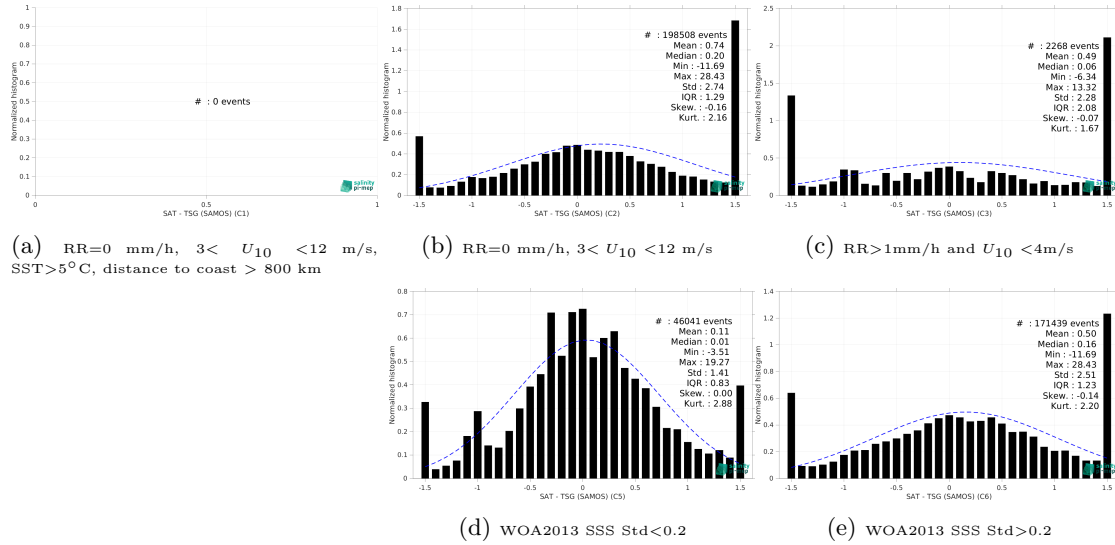 1
0.9
0.8
0.7
0.6
0.5
0.4
0.3
0.2
0.1
0
Normalized histogram
# : 0 events
salinity
pi-mep
0 0.5 1
SAT - TSG (SAMOS) (C1)
(a) RR=0 mm/h, 3< U10 <12 m/s,
SST>5°C, distance to coast > 800 km
1.8
1.6
1.4
1.2
1.0
0.8
0.6
0.4
0.2
0
Normalized histogram
# : 198508 events
Mean : 0.74
Median : 0.20
Min : -11.69
Max : 28.43
Std : 2.74
IQR : 1.29
Skew. : -0.16
Kurt. : 2.16
salinity
-1.5 -1 -0.5 0 0.5 1 1.5
SAT - TSG (SAMOS) (C2)
(b) RR=0 mm/h, 3< U10 <12 m/s
2.5
2
1.5
1
0.5
0
Normalized histogram
# : 2268 events
Mean : 0.49
Median : 0.06
Min : -6.34
Max : 13.32
Std : 2.28
IQR : 2.08
Skew. : -0.07
Kurt. : 1.67
salinity
-1.5 -1 -0.5 0 0.5 1 1.5
SAT - TSG (SAMOS) (C3)
(c) RR>1mm/h and U10 <4m/s
0.8
0.7
0.6
0.5
0.4
0.3
0.2
0.1
0
Normalized histogram
# : 46041 events
Mean : 0.11
Median : 0.01
Min : -3.51
Max : 19.27
Std : 1.41
IQR : 0.83
Skew. : 0.00
Kurt. : 2.88
salinity
-1.5 -1 -0.5 0 0.5 1 1.5
SAT - TSG (SAMOS) (C5)
(d) WOA2013 SSS Std<0.2
1.4
1.2
1.0
0.8
0.6
0.4
0.2
0
Normalized histogram
# : 171439 events
Mean : 0.50
Median : 0.16
Min : -11.69
Max : 28.43
Std : 2.51
IQR : 1.23
Skew. : -0.14
Kurt. : 2.20
salinity
-1.5 -1 -0.5 0 0.5 1 1.5
SAT - TSG (SAMOS) (C6)
(e) WOA2013 SSS Std>0.2